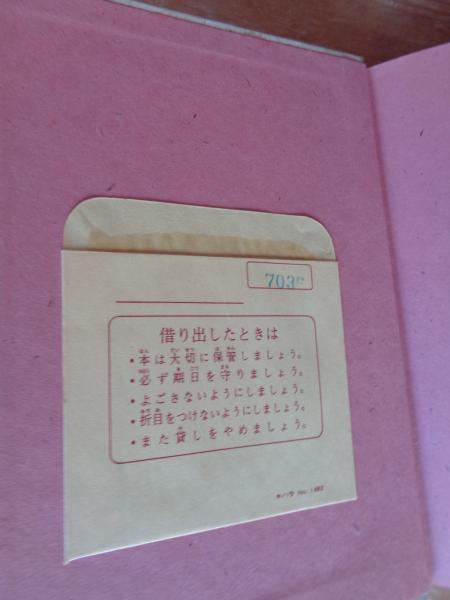 703
借り出したときは
・本は大切に保管しましょう。
・必ず期日を守りましょう。
・よごさないようにしましょう。
・折目をつけないようにしましょう。
・また貸しをやめましょう。
No.